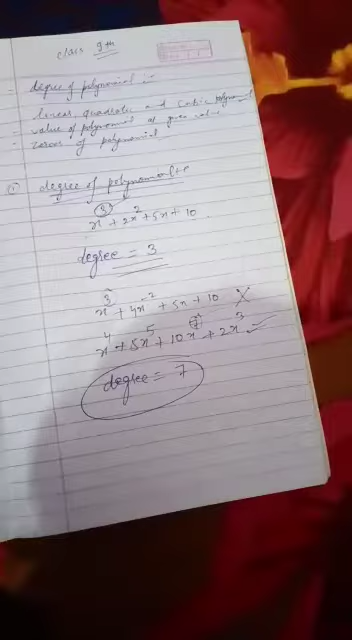 class 9th
- degree of polynomial :-
- linear, quadratic and cubic polynomial
- value of polynomial at given value
- zeroes of polynomial
① degree of polynomial :-
x³ + 2x² + 5x + 10
degree = 3
x³ + 4x⁻² + 5x + 10 ✗
x⁴ + 5x⁵ + 10x⁷ + 2x³ ✓
degree = 7